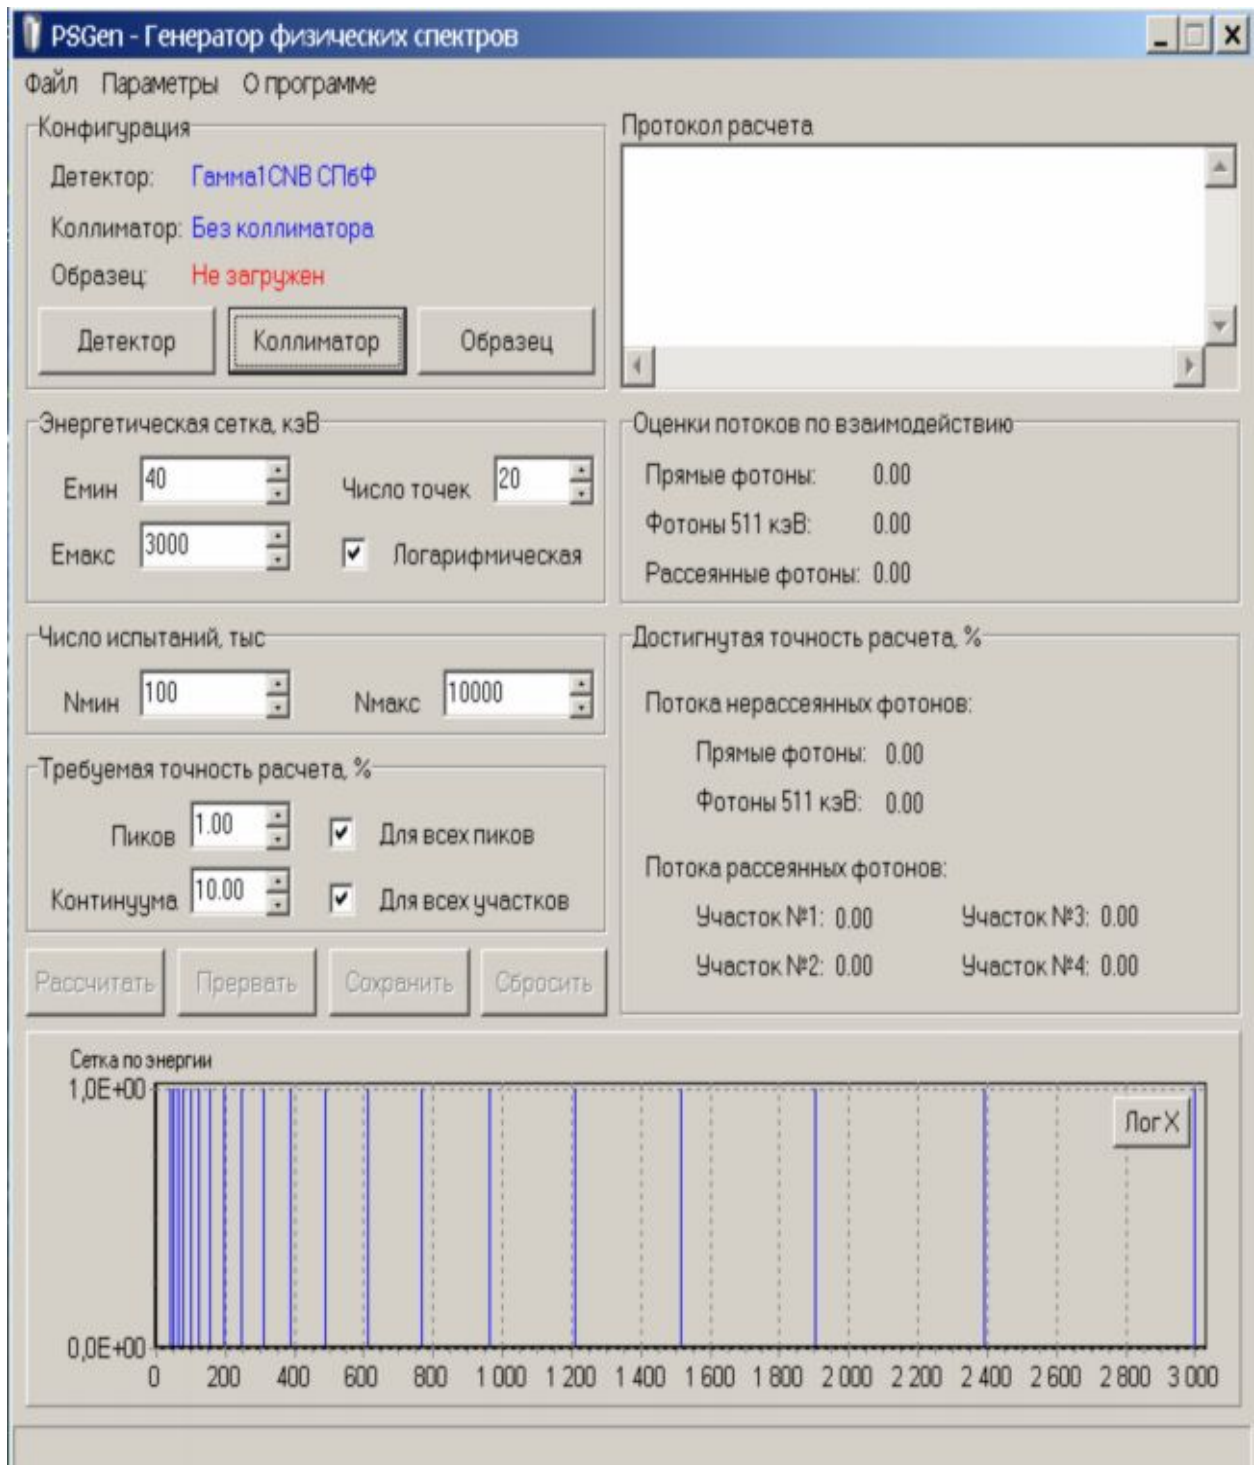 PSGen - Генератор физических спектров
Файл Параметры О программе
Конфигурация
Детектор: Гамма1CNB СПбФ
Коллиматор: Без коллиматора
Образец: Не загружен
Детектор Коллиматор Образец
Протокол расчета
Энергетическая сетка, кэВ
Емин 40 Число точек 20
Емакс 3000 Логарифмическая
Оценки потоков по взаимодействию
Прямые фотоны: 0.00
Фотоны 511 кэВ: 0.00
Рассеянные фотоны: 0.00
Число испытаний, тыс
Nмин 100 Nмакс 10000
Требуемая точность расчета, %
Пиков 1.00 Для всех пиков
Континуума 10.00 Для всех участков
Рассчитать Прервать Сохранить Сбросить
Достигнутая точность расчета, %
Потока нерассеянных фотонов:
Прямые фотоны: 0.00
Фотоны 511 кэВ: 0.00
Потока рассеянных фотонов:
Участок №1: 0.00 Участок №3: 0.00
Участок №2: 0.00 Участок №4: 0.00
Сетка по энергии
1,0E+00
Лог X
0,0E+00
0 200 400 600 800 1 000 1 200 1 400 1 600 1 800 2 000 2 200 2 400 2 600 2 800 3 000